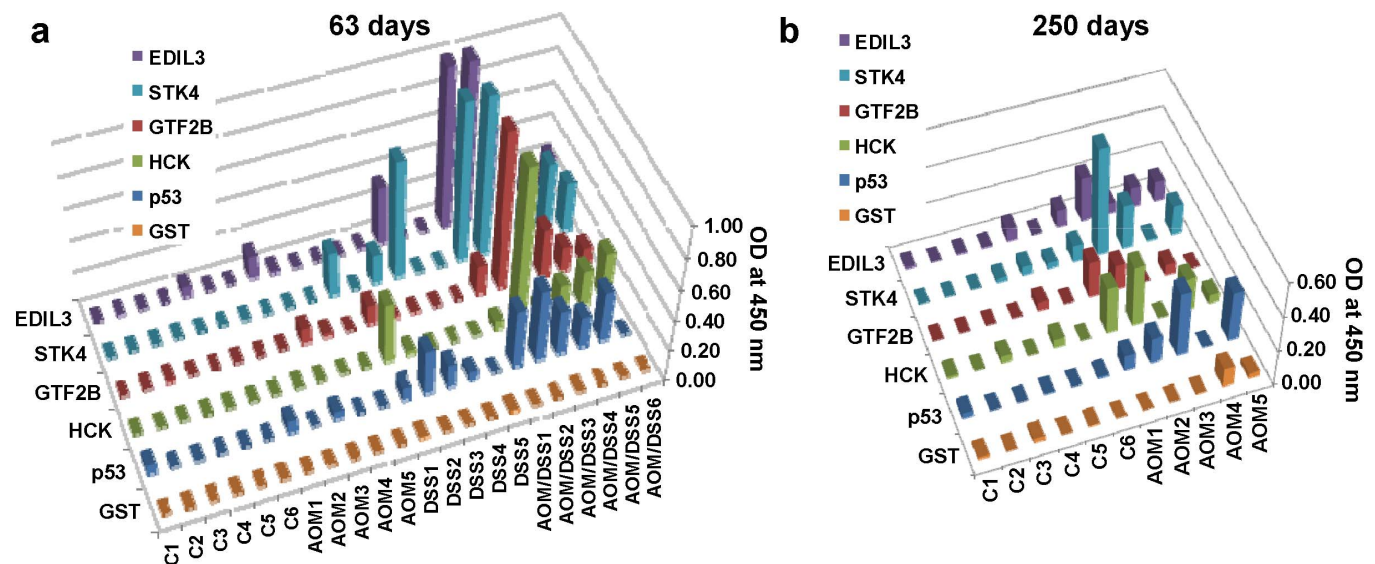 a
63 days
EDIL3
STK4
GTF2B
HCK
p53
GST
EDIL3
STK4
GTF2B
HCK
p53
GST
C1
C2
C3
C4
C5
C6
AOM1
AOM2
AOM3
AOM4
AOM5
DSS1
DSS2
DSS3
DSS4
DSS5
AOM/DSS1
AOM/DSS2
AOM/DSS3
AOM/DSS4
AOM/DSS5
AOM/DSS6
1.00
0.80
0.60
0.40
0.20
0.00
OD at 450 nm
b
250 days
EDIL3
STK4
GTF2B
HCK
p53
GST
EDIL3
STK4
GTF2B
HCK
p53
GST
C1
C2
C3
C4
C5
C6
AOM1
AOM2
AOM3
AOM4
AOM5
0.60
0.40
0.20
0.00
OD at 450 nm